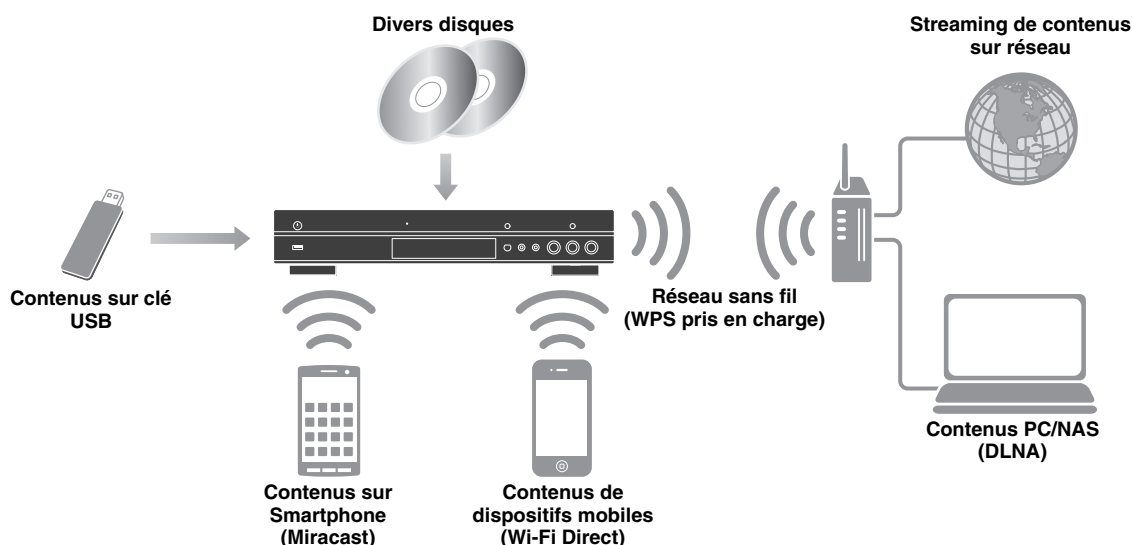 Divers disques
Streaming de contenus
sur réseau
Contenus sur clé
USB
Réseau sans fil
(WPS pris en charge)
Contenus PC/NAS
(DLNA)
Contenus sur
Smartphone
(Miracast)
Contenus de
dispositifs mobiles
(Wi-Fi Direct)